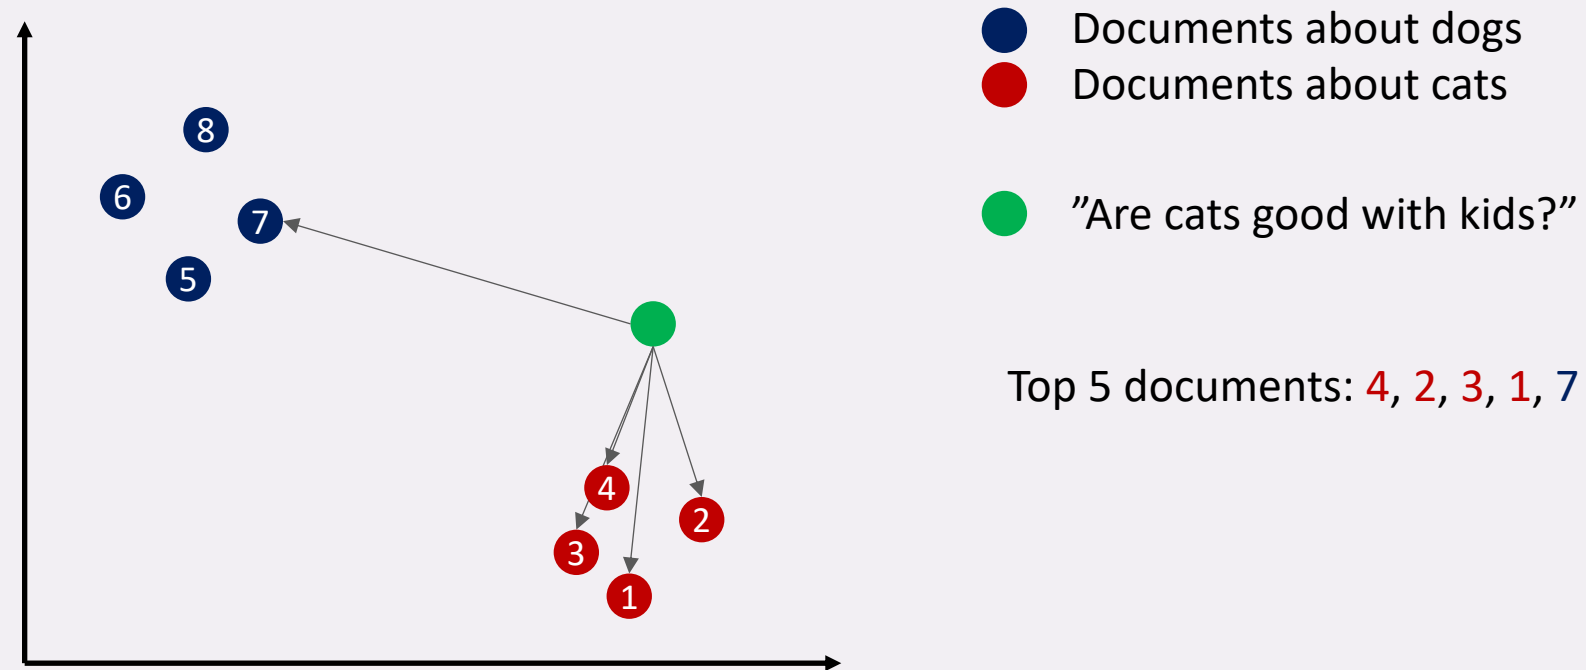 Documents about dogs
Documents about cats
8
6
7
”Are cats good with kids?”
5
Top 5 documents: 4, 2, 3, 1, 7
4
2
3
1